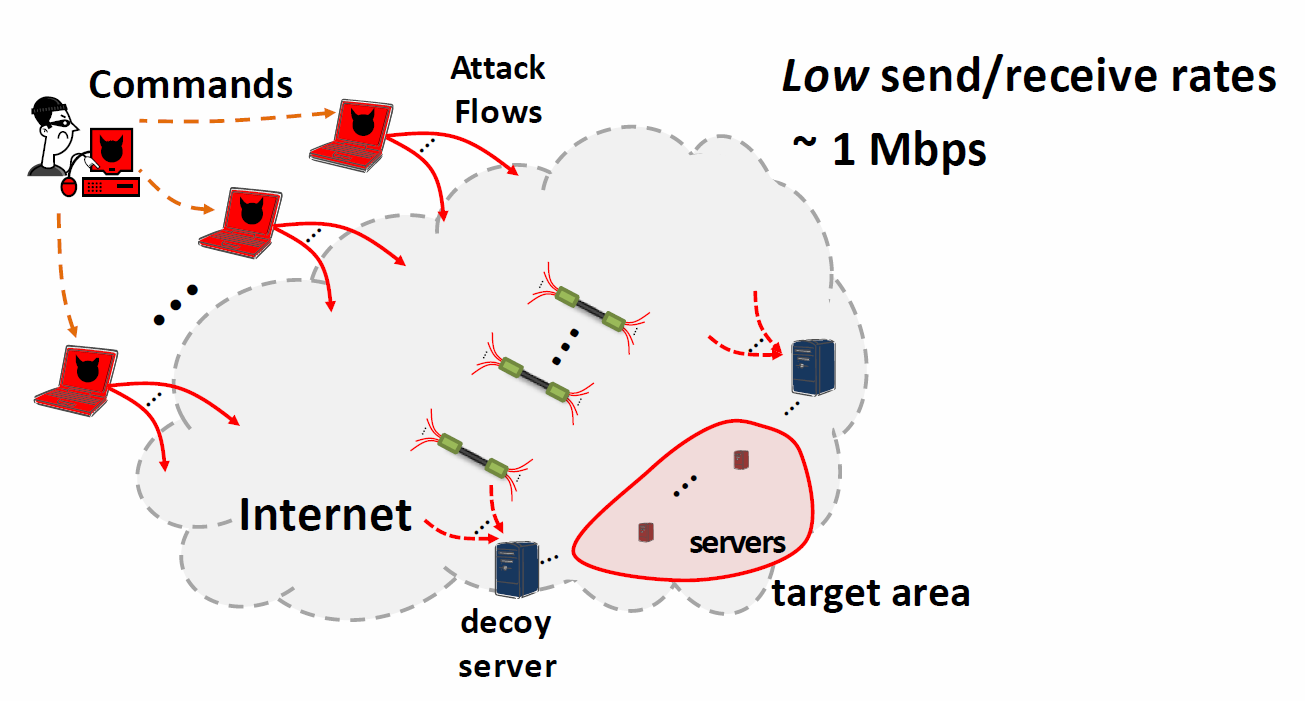 Commands
Attack
Flows
Low send/receive rates
~ 1 Mbps
Internet
servers
target area
decoy
server